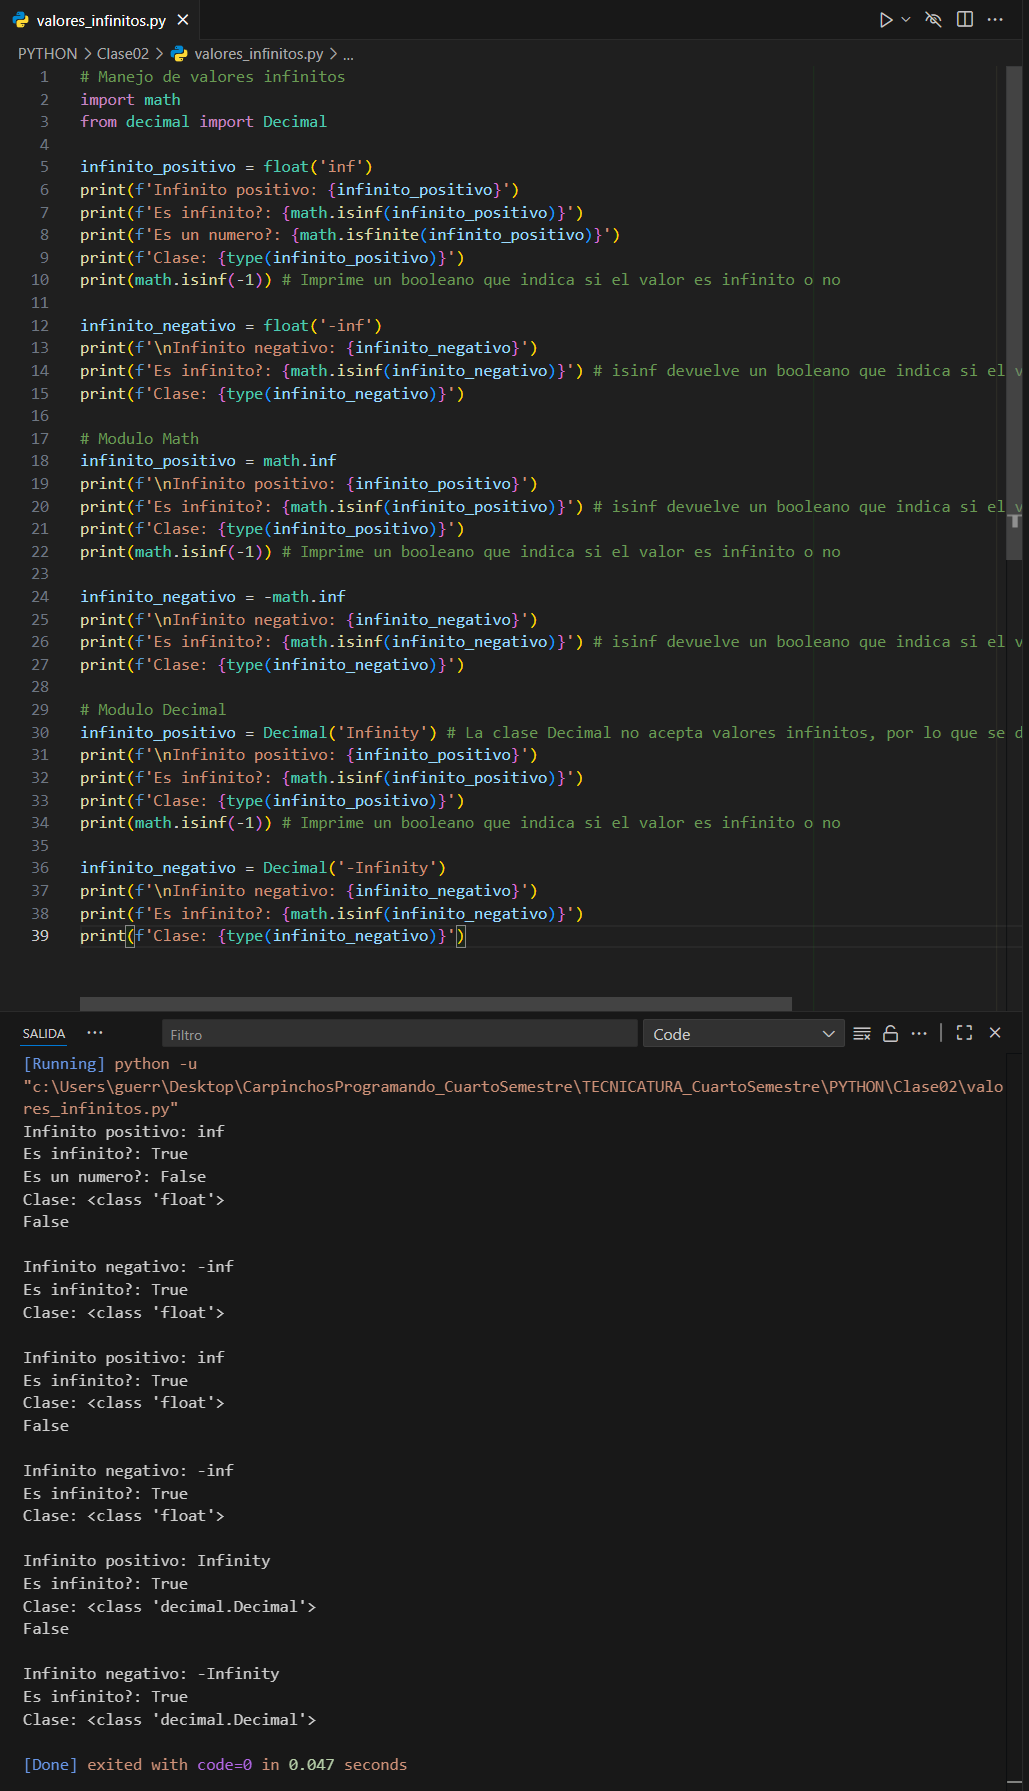 valores_infinitos.py
PYTHON > Clase02 > valores_infinitos.py > ...
1 # Manejo de valores infinitos
2 import math
3 from decimal import Decimal
4
5 infinito_positivo = float('inf')
6 print(f'Infinito positivo: {infinito_positivo}')
7 print(f'Es infinito?: {math.isinf(infinito_positivo)}')
8 print(f'Es un numero?: {math.isfinite(infinito_positivo)}')
9 print(f'Clase: {type(infinito_positivo)}')
10 print(math.isinf(-1)) # Imprime un booleano que indica si el valor es infinito o no
11
12 infinito_negativo = float('-inf')
13 print(f'\nInfinito negativo: {infinito_negativo}')
14 print(f'Es infinito?: {math.isinf(infinito_negativo)}') # isinf devuelve un booleano que indica si el v
15 print(f'Clase: {type(infinito_negativo)}')
16
17 # Modulo Math
18 infinito_positivo = math.inf
19 print(f'\nInfinito positivo: {infinito_positivo}')
20 print(f'Es infinito?: {math.isinf(infinito_positivo)}') # isinf devuelve un booleano que indica si el v
21 print(f'Clase: {type(infinito_positivo)}')
22 print(math.isinf(-1)) # Imprime un booleano que indica si el valor es infinito o no
23
24 infinito_negativo = -math.inf
25 print(f'\nInfinito negativo: {infinito_negativo}')
26 print(f'Es infinito?: {math.isinf(infinito_negativo)}') # isinf devuelve un booleano que indica si el v
27 print(f'Clase: {type(infinito_negativo)}')
28
29 # Modulo Decimal
30 infinito_positivo = Decimal('Infinity') # La clase Decimal no acepta valores infinitos, por lo que se d
31 print(f'\nInfinito positivo: {infinito_positivo}')
32 print(f'Es infinito?: {math.isinf(infinito_positivo)}')
33 print(f'Clase: {type(infinito_positivo)}')
34 print(math.isinf(-1)) # Imprime un booleano que indica si el valor es infinito o no
35
36 infinito_negativo = Decimal('-Infinity')
37 print(f'\nInfinito negativo: {infinito_negativo}')
38 print(f'Es infinito?: {math.isinf(infinito_negativo)}')
39 print(f'Clase: {type(infinito_negativo)}')
SALIDA ... Filtro Code
[Running] python -u
"c:\Users\guerr\Desktop\CarpinchosProgramando_CuartoSemestre\TECNICATURA_CuartoSemestre\PYTHON\Clase02\valo
res_infinitos.py"
Infinito positivo: inf
Es infinito?: True
Es un numero?: False
Clase: <class 'float'>
False

Infinito negativo: -inf
Es infinito?: True
Clase: <class 'float'>

Infinito positivo: inf
Es infinito?: True
Clase: <class 'float'>
False

Infinito negativo: -inf
Es infinito?: True
Clase: <class 'float'>

Infinito positivo: Infinity
Es infinito?: True
Clase: <class 'decimal.Decimal'>
False

Infinito negativo: -Infinity
Es infinito?: True
Clase: <class 'decimal.Decimal'>

[Done] exited with code=0 in 0.047 seconds